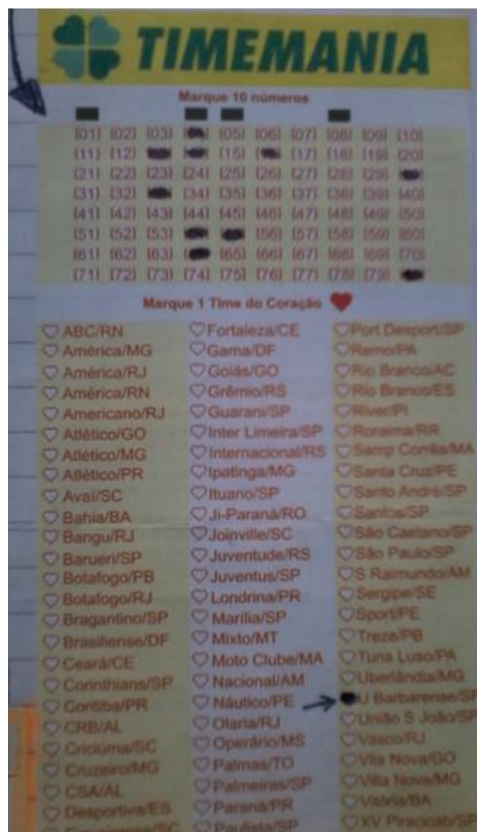 TIMEMANIA
Marque 10 números
[01] [02] [03] [05] [06] [07] [08] [09] [10]
[11] [12] [15] [17] [18] [19] [20]
[21] [22] [23] [24] [25] [26] [27] [28] [29]
[31] [32] [34] [35] [36] [37] [38] [39] [40]
[41] [42] [43] [44] [45] [46] [47] [48] [49] [50]
[51] [52] [53] [56] [57] [58] [59] [60]
[61] [62] [63] [65] [66] [67] [68] [69] [70]
[71] [72] [73] [74] [75] [76] [77] [78] [79]
Marque 1 Time do Coração
ABC/RN Fortaleza/CE Port Desport/SP
América/MG Gama/DF Remo/PA
América/RJ Goiás/GO Rio Branco/AC
América/RN Grêmio/RS Rio Branco/ES
Americano/RJ Guarani/SP River/PI
Atlético/GO Inter Limeira/SP Roraima/RR
Atlético/MG Internacional/RS Samp Corrêa/MA
Atlético/PR Ipatinga/MG Santa Cruz/PE
Avaí/SC Ituano/SP Santo André/SP
Bahia/BA Ji-Paraná/RO Santos/SP
Bangu/RJ Joinville/SC São Caetano/SP
Barueri/SP Juventude/RS São Paulo/SP
Botafogo/PB Juventus/SP S Raimundo/AM
Botafogo/RJ Londrina/PR Sergipe/SE
Bragantino/SP Marília/SP Sport/PE
Brasiliense/DF Mixto/MT Treze/PB
Ceará/CE Moto Clube/MA Tuna Luso/PA
Corinthians/SP Nacional/AM Uberlândia/MG
Coritiba/PR Náutico/PE U Barbarense/SP
CRB/AL Olaria/RJ União S João/SP
Criciúma/SC Operário/MS Vasco/RJ
Cruzeiro/MG Palmas/TO Vila Nova/GO
CSA/AL Palmeiras/SP Villa Nova/MG
Desportiva/ES Paraná/PR Vitória/BA
Figueirense/SC Paulista/SP XV Piracicab/SP